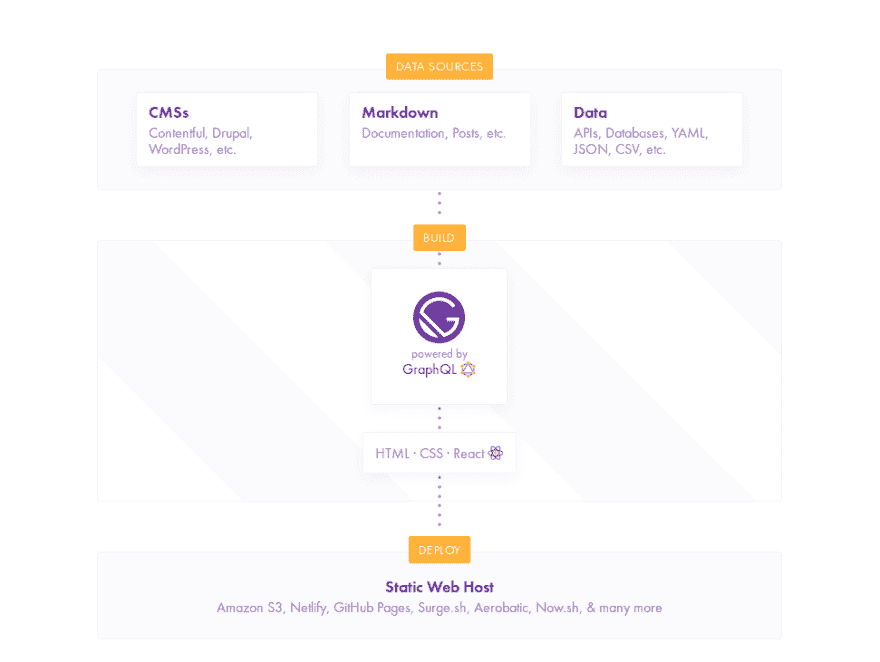 DATA SOURCES
CMSs
Contentful, Drupal,
WordPress, etc.
Markdown
Documentation, Posts, etc.
Data
APIs, Databases, YAML,
JSON, CSV, etc.
BUILD
powered by
GraphQL
HTML · CSS · React
DEPLOY
Static Web Host
Amazon S3, Netlify, GitHub Pages, Surge.sh, Aerobatic, Now.sh, & many more